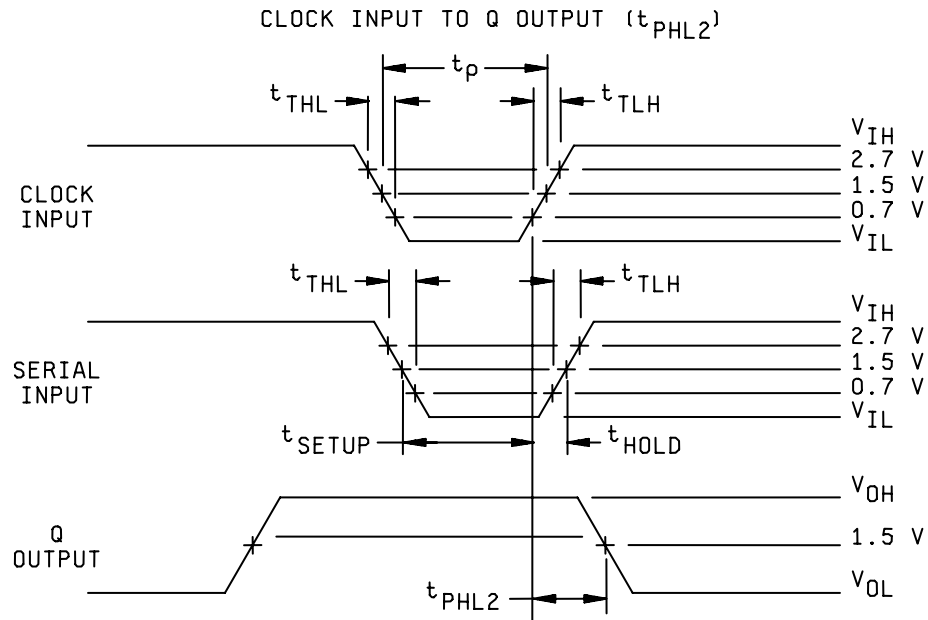 CLOCK INPUT TO Q OUTPUT (tPHL2)
tρ
tTHL
tTLH
CLOCK
INPUT
VIH
2.7 V
1.5 V
0.7 V
VIL
tTHL
tTLH
SERIAL
INPUT
VIH
2.7 V
1.5 V
0.7 V
VIL
tSETUP
tHOLD
Q
OUTPUT
VOH
1.5 V
VOL
tPHL2